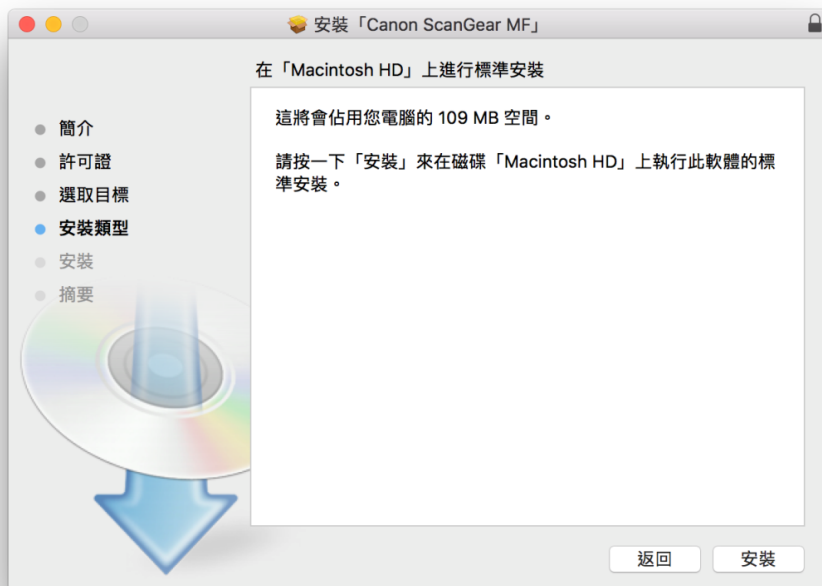 安裝「Canon ScanGear MF」
在「Macintosh HD」上進行標準安裝
簡介
許可證
選取目標
安裝類型
安裝
摘要
這將會佔用您電腦的 109 MB 空間。
請按一下「安裝」來在磁碟「Macintosh HD」上執行此軟體的標
準安裝。
返回
安裝